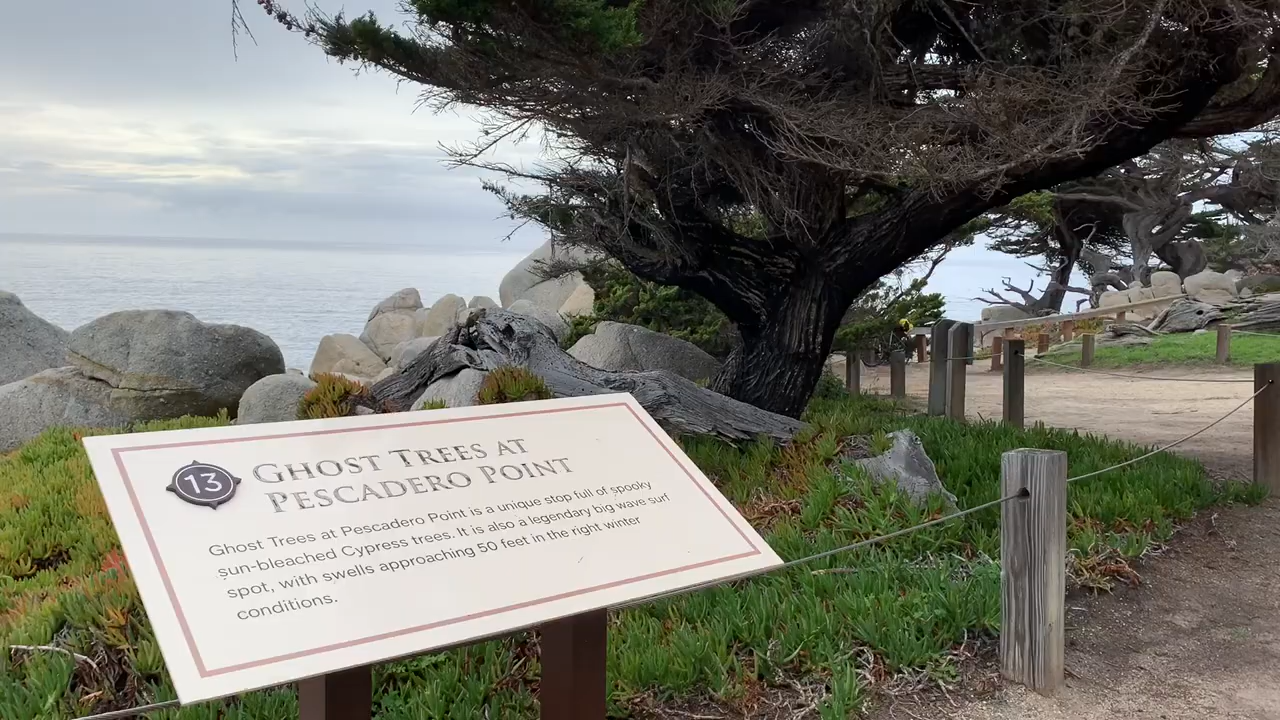 13
GHOST TREES AT
PESCADERO POINT
Ghost Trees at Pescadero Point is a unique stop full of spooky
sun-bleached Cypress trees. It is also a legendary big wave surf
spot, with swells approaching 50 feet in the right winter
conditions.